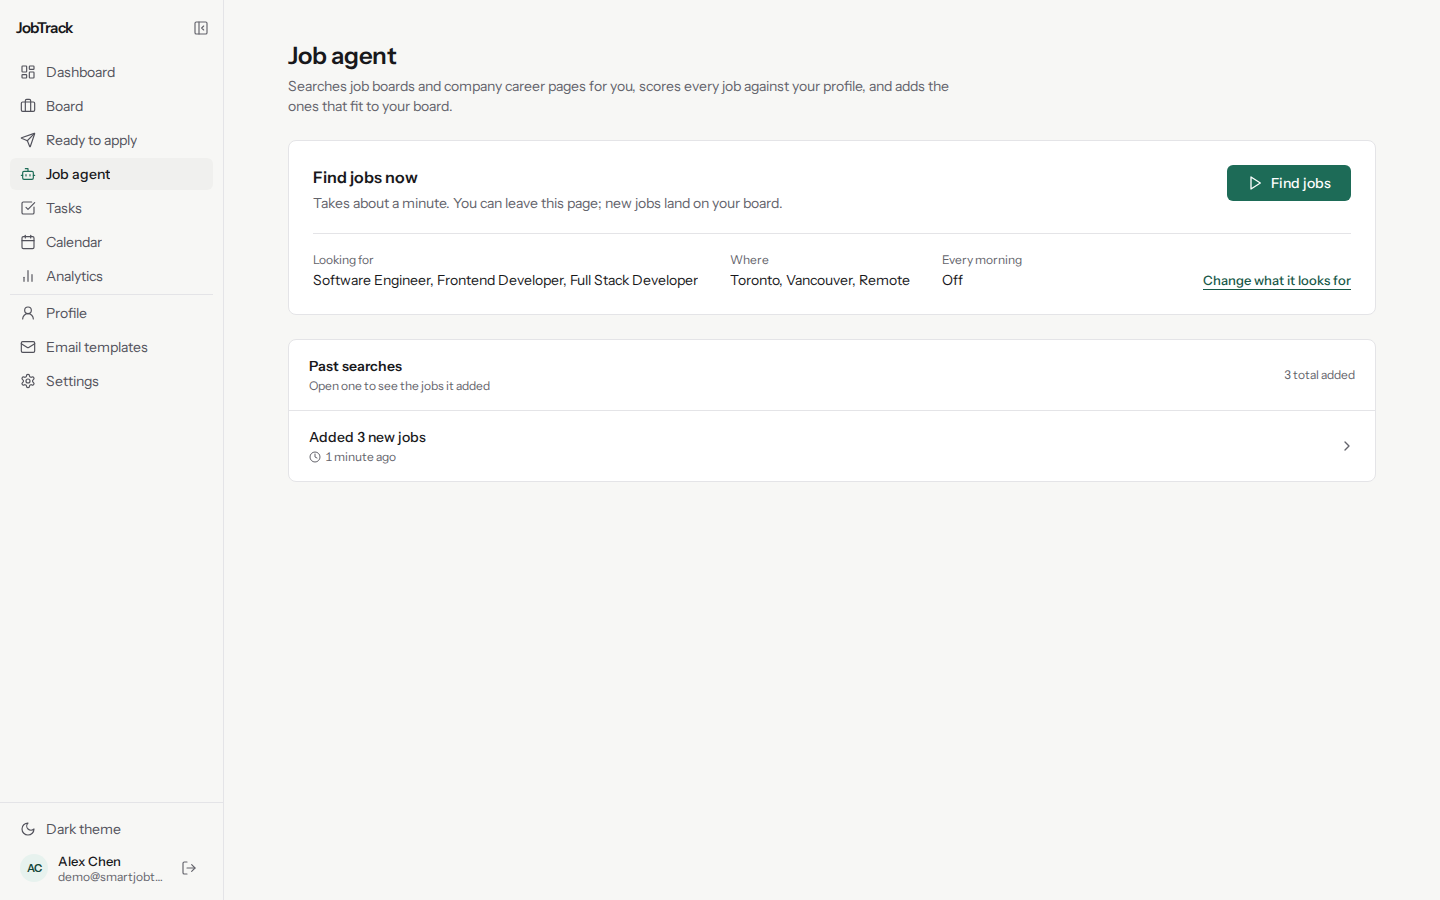 JobTrack
Dashboard
Board
Ready to apply
Job agent
Tasks
Calendar
Analytics
Profile
Email templates
Settings
Dark theme
AC
Alex Chen
demo@smartjobt...
Job agent
Searches job boards and company career pages for you, scores every job against your profile, and adds the
ones that fit to your board.
Find jobs now
Takes about a minute. You can leave this page; new jobs land on your board.
Find jobs
Looking for
Software Engineer, Frontend Developer, Full Stack Developer
Where
Toronto, Vancouver, Remote
Every morning
Off
Change what it looks for
Past searches
Open one to see the jobs it added
3 total added
Added 3 new jobs
1 minute ago